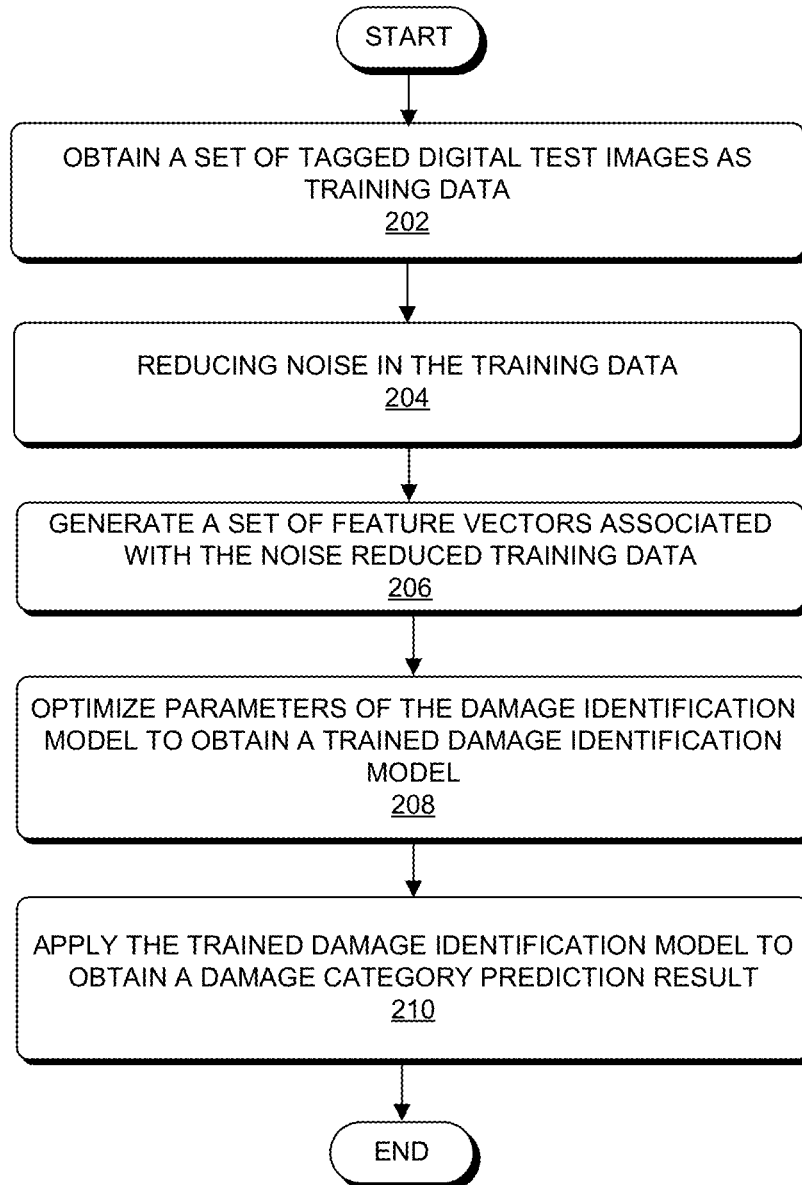 START
OBTAIN A SET OF TAGGED DIGITAL TEST IMAGES AS
TRAINING DATA
202
REDUCING NOISE IN THE TRAINING DATA
204
GENERATE A SET OF FEATURE VECTORS ASSOCIATED
WITH THE NOISE REDUCED TRAINING DATA
206
OPTIMIZE PARAMETERS OF THE DAMAGE IDENTIFICATION
MODEL TO OBTAIN A TRAINED DAMAGE IDENTIFICATION
MODEL
208
APPLY THE TRAINED DAMAGE IDENTIFICATION MODEL TO
OBTAIN A DAMAGE CATEGORY PREDICTION RESULT
210
END